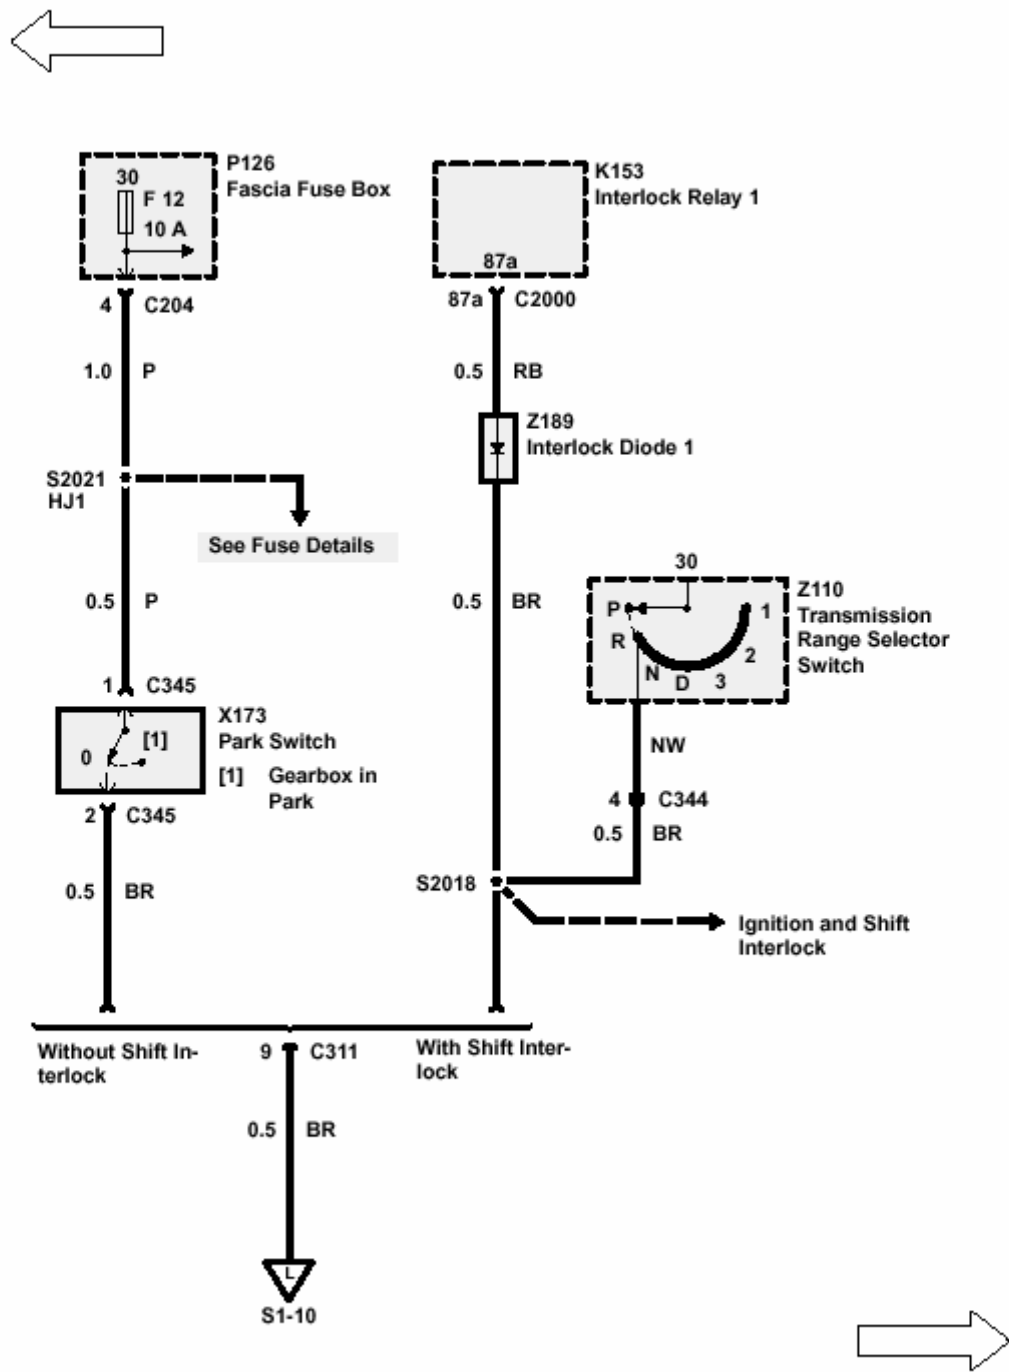 P126
Fascia Fuse Box
30
F 12
10 A
4 C204
1.0 P
S2021
HJ1
See Fuse Details
0.5 P
1 C345
X173
Park Switch
0 [1]
[1] Gearbox in
Park
2 C345
0.5 BR
K153
Interlock Relay 1
87a
87a C2000
0.5 RB
Z189
Interlock Diode 1
0.5 BR
30
Z110
Transmission
Range Selector
Switch
P
R
N
D
3
2
1
NW
4 C344
0.5 BR
S2018
Ignition and Shift
Interlock
Without Shift In-
terlock
With Shift Inter-
lock
9 C311
0.5 BR
L
S1-10